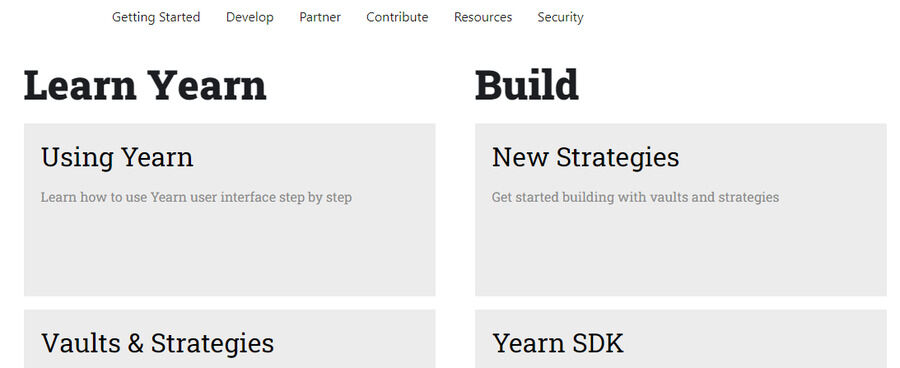 Getting Started Develop Partner Contribute Resources Security
Learn Yearn
Using Yearn
Learn how to use Yearn user interface step by step
Vaults & Strategies
Build
New Strategies
Get started building with vaults and strategies
Yearn SDK